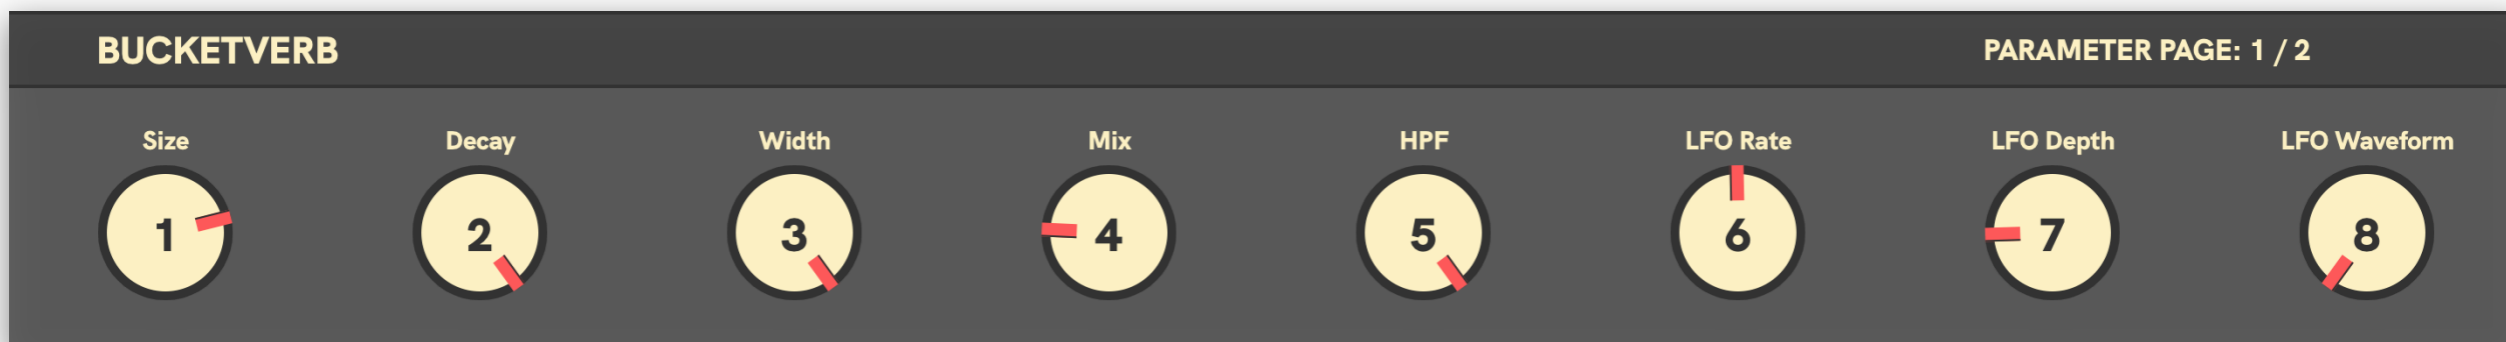 BUCKETVERB
PARAMETER PAGE: 1 / 2
Size
Decay
Width
Mix
HPF
LFO Rate
LFO Depth
LFO Waveform
1
2
3
4
5
6
7
8